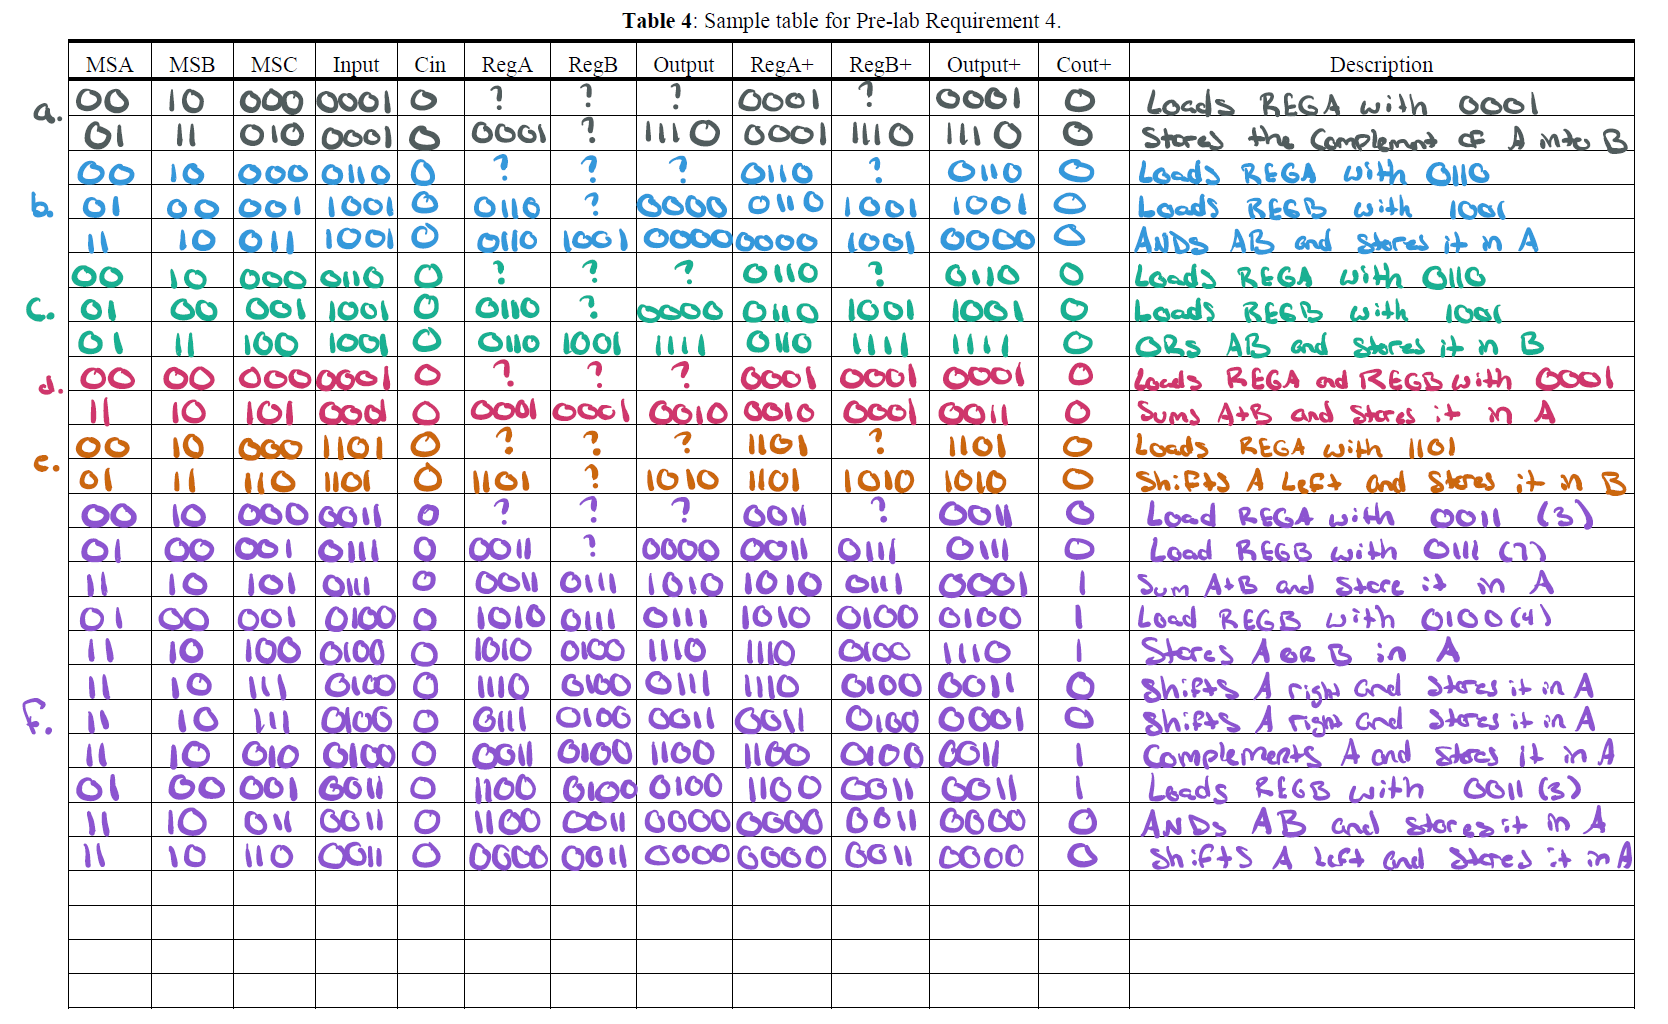 Table 4: Sample table for Pre-lab Requirement 4.
MSA MSB MSC Input Cin RegA RegB Output RegA+ RegB+ Output+ Cout+ Description
a. 00 10 000 0001 0 ? ? ? 0001 ? 0001 0 Loads REGA with 0001
01 11 010 0001 0 0001 ? 1110 0001 1110 1110 0 Stores the Complement of A into B
00 10 000 0110 0 ? ? ? 0110 ? 0110 0 Loads REGA with 0110
b. 01 00 001 1001 0 0110 ? 0000 0110 1001 1001 0 Loads REGB with 1001
11 10 011 1001 0 0110 1001 0000 0000 1001 0000 0 ANDs AB and stores it in A
00 10 000 0110 0 ? ? ? 0110 ? 0110 0 Loads REGA with 0110
C. 01 00 001 1001 0 0110 ? 0000 0110 1001 1001 0 Loads REGB with 1001
01 11 100 1001 0 0110 1001 1111 0110 1111 1111 0 ORs AB and stores it in B
d. 00 00 000 0001 0 ? ? ? 0001 0001 0001 0 Loads REGA and REGB with 0001
11 10 101 0001 0 0001 0001 0010 0010 0001 0011 0 Sums A+B and stores it in A
e. 00 10 000 1101 0 ? ? ? 1101 ? 1101 0 Loads REGA with 1101
01 11 110 1101 0 1101 ? 1010 1101 1010 1010 0 Shifts A Left and Stores it in B
00 10 000 0011 0 ? ? ? 0011 ? 0011 0 Load REGA with 0011 (3)
01 00 001 0111 0 0011 ? 0000 0011 0111 0111 0 Load REGB with 0111 (7)
11 10 101 0111 0 0011 0111 1010 1010 0111 0001 1 Sum A+B and Store it in A
01 00 001 0100 0 1010 0111 0111 1010 0100 0100 1 Load REGB with 0100 (4)
11 10 100 0100 0 1010 0100 1110 1110 0100 1110 1 Stores A OR B in A
11 10 111 0100 0 1110 0100 0111 1110 0100 0011 0 Shifts A right and Stores it in A
F. 11 10 111 0100 0 0111 0100 0011 0011 0100 0001 0 Shifts A right and Stores it in A
11 10 010 0100 0 0011 0100 1100 1100 0100 0011 1 Complements A and stores it in A
01 00 001 0011 0 1100 0100 0100 1100 0011 0011 1 Loads REGB with 0011 (3)
11 10 011 0011 0 1100 0011 0000 0000 0011 0000 0 ANDs AB and stores it in A
11 10 110 0011 0 0000 0011 0000 0000 0011 0000 0 Shifts A Left and Stores it in A